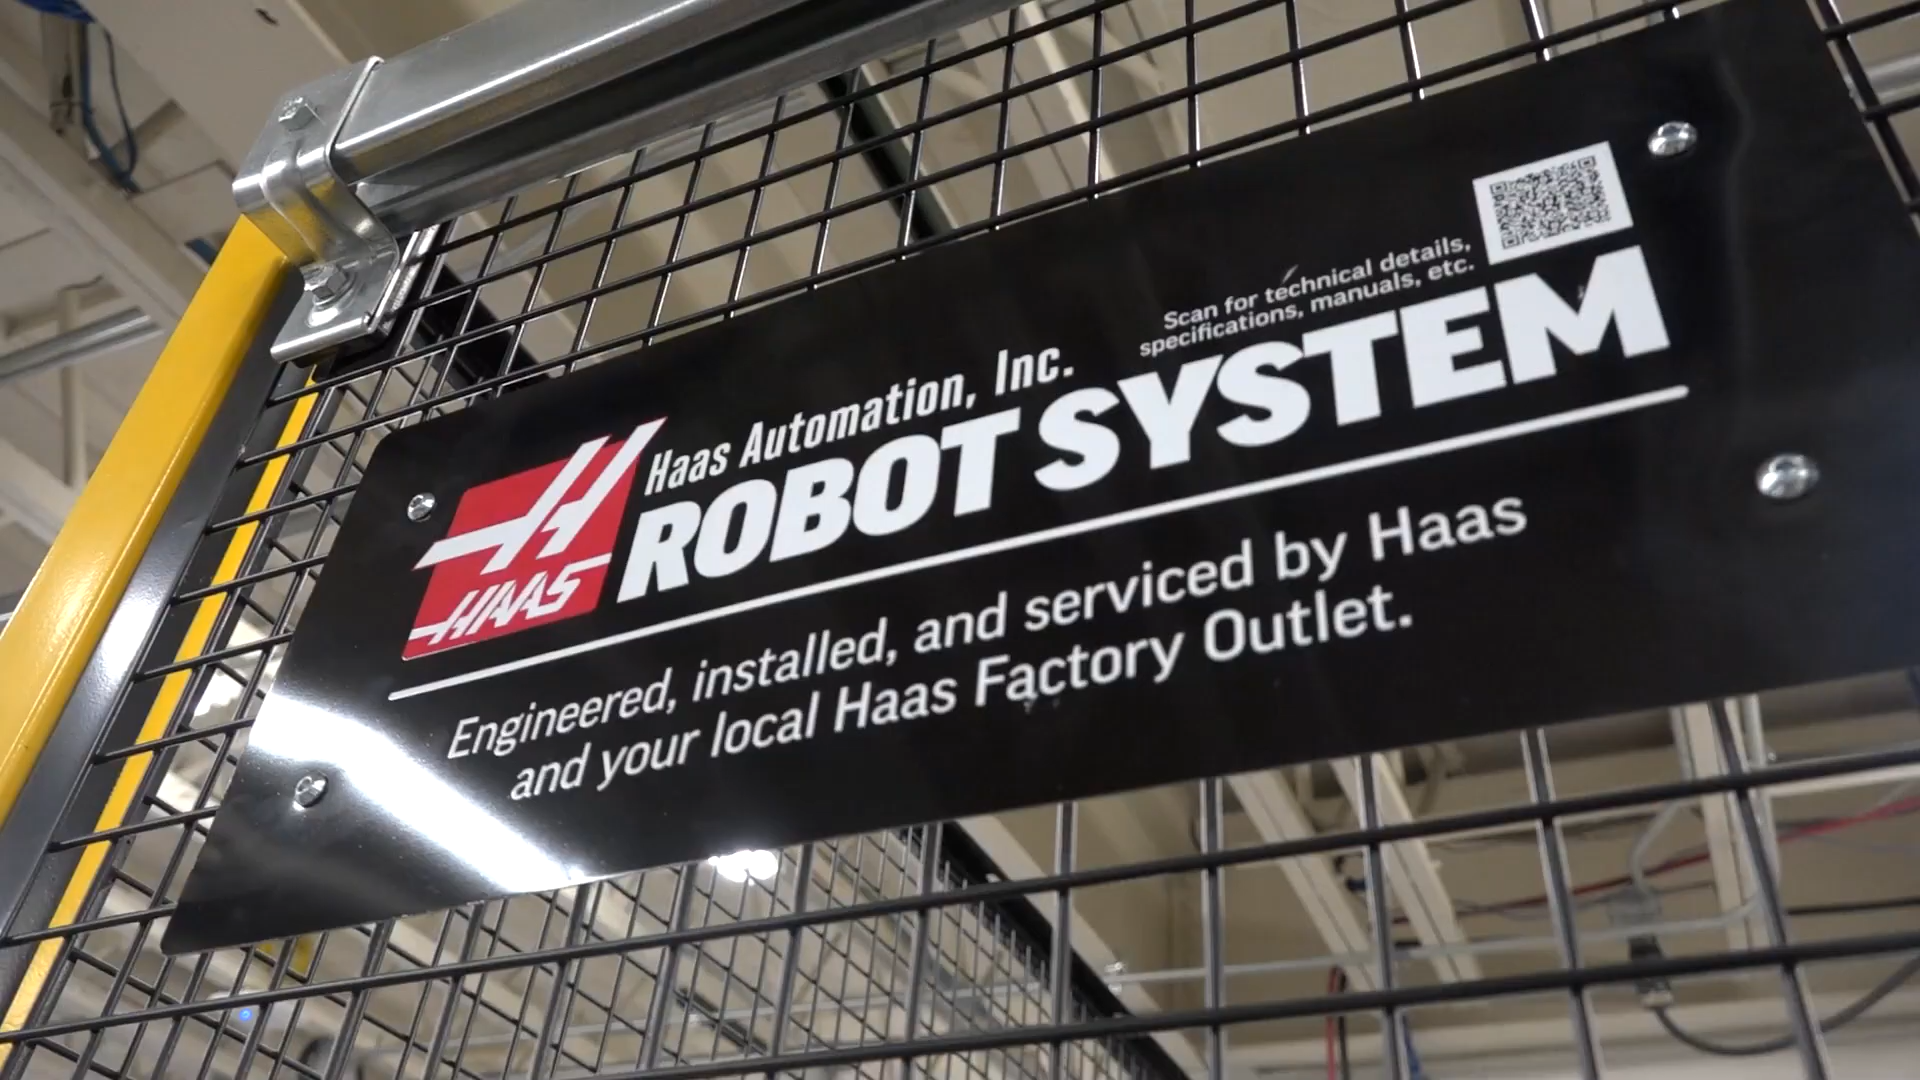 Scan for technical details,
specifications, manuals, etc.
Haas Automation, Inc.
ROBOT SYSTEM
H
HAAS
Engineered, installed, and serviced by Haas
and your local Haas Factory Outlet.